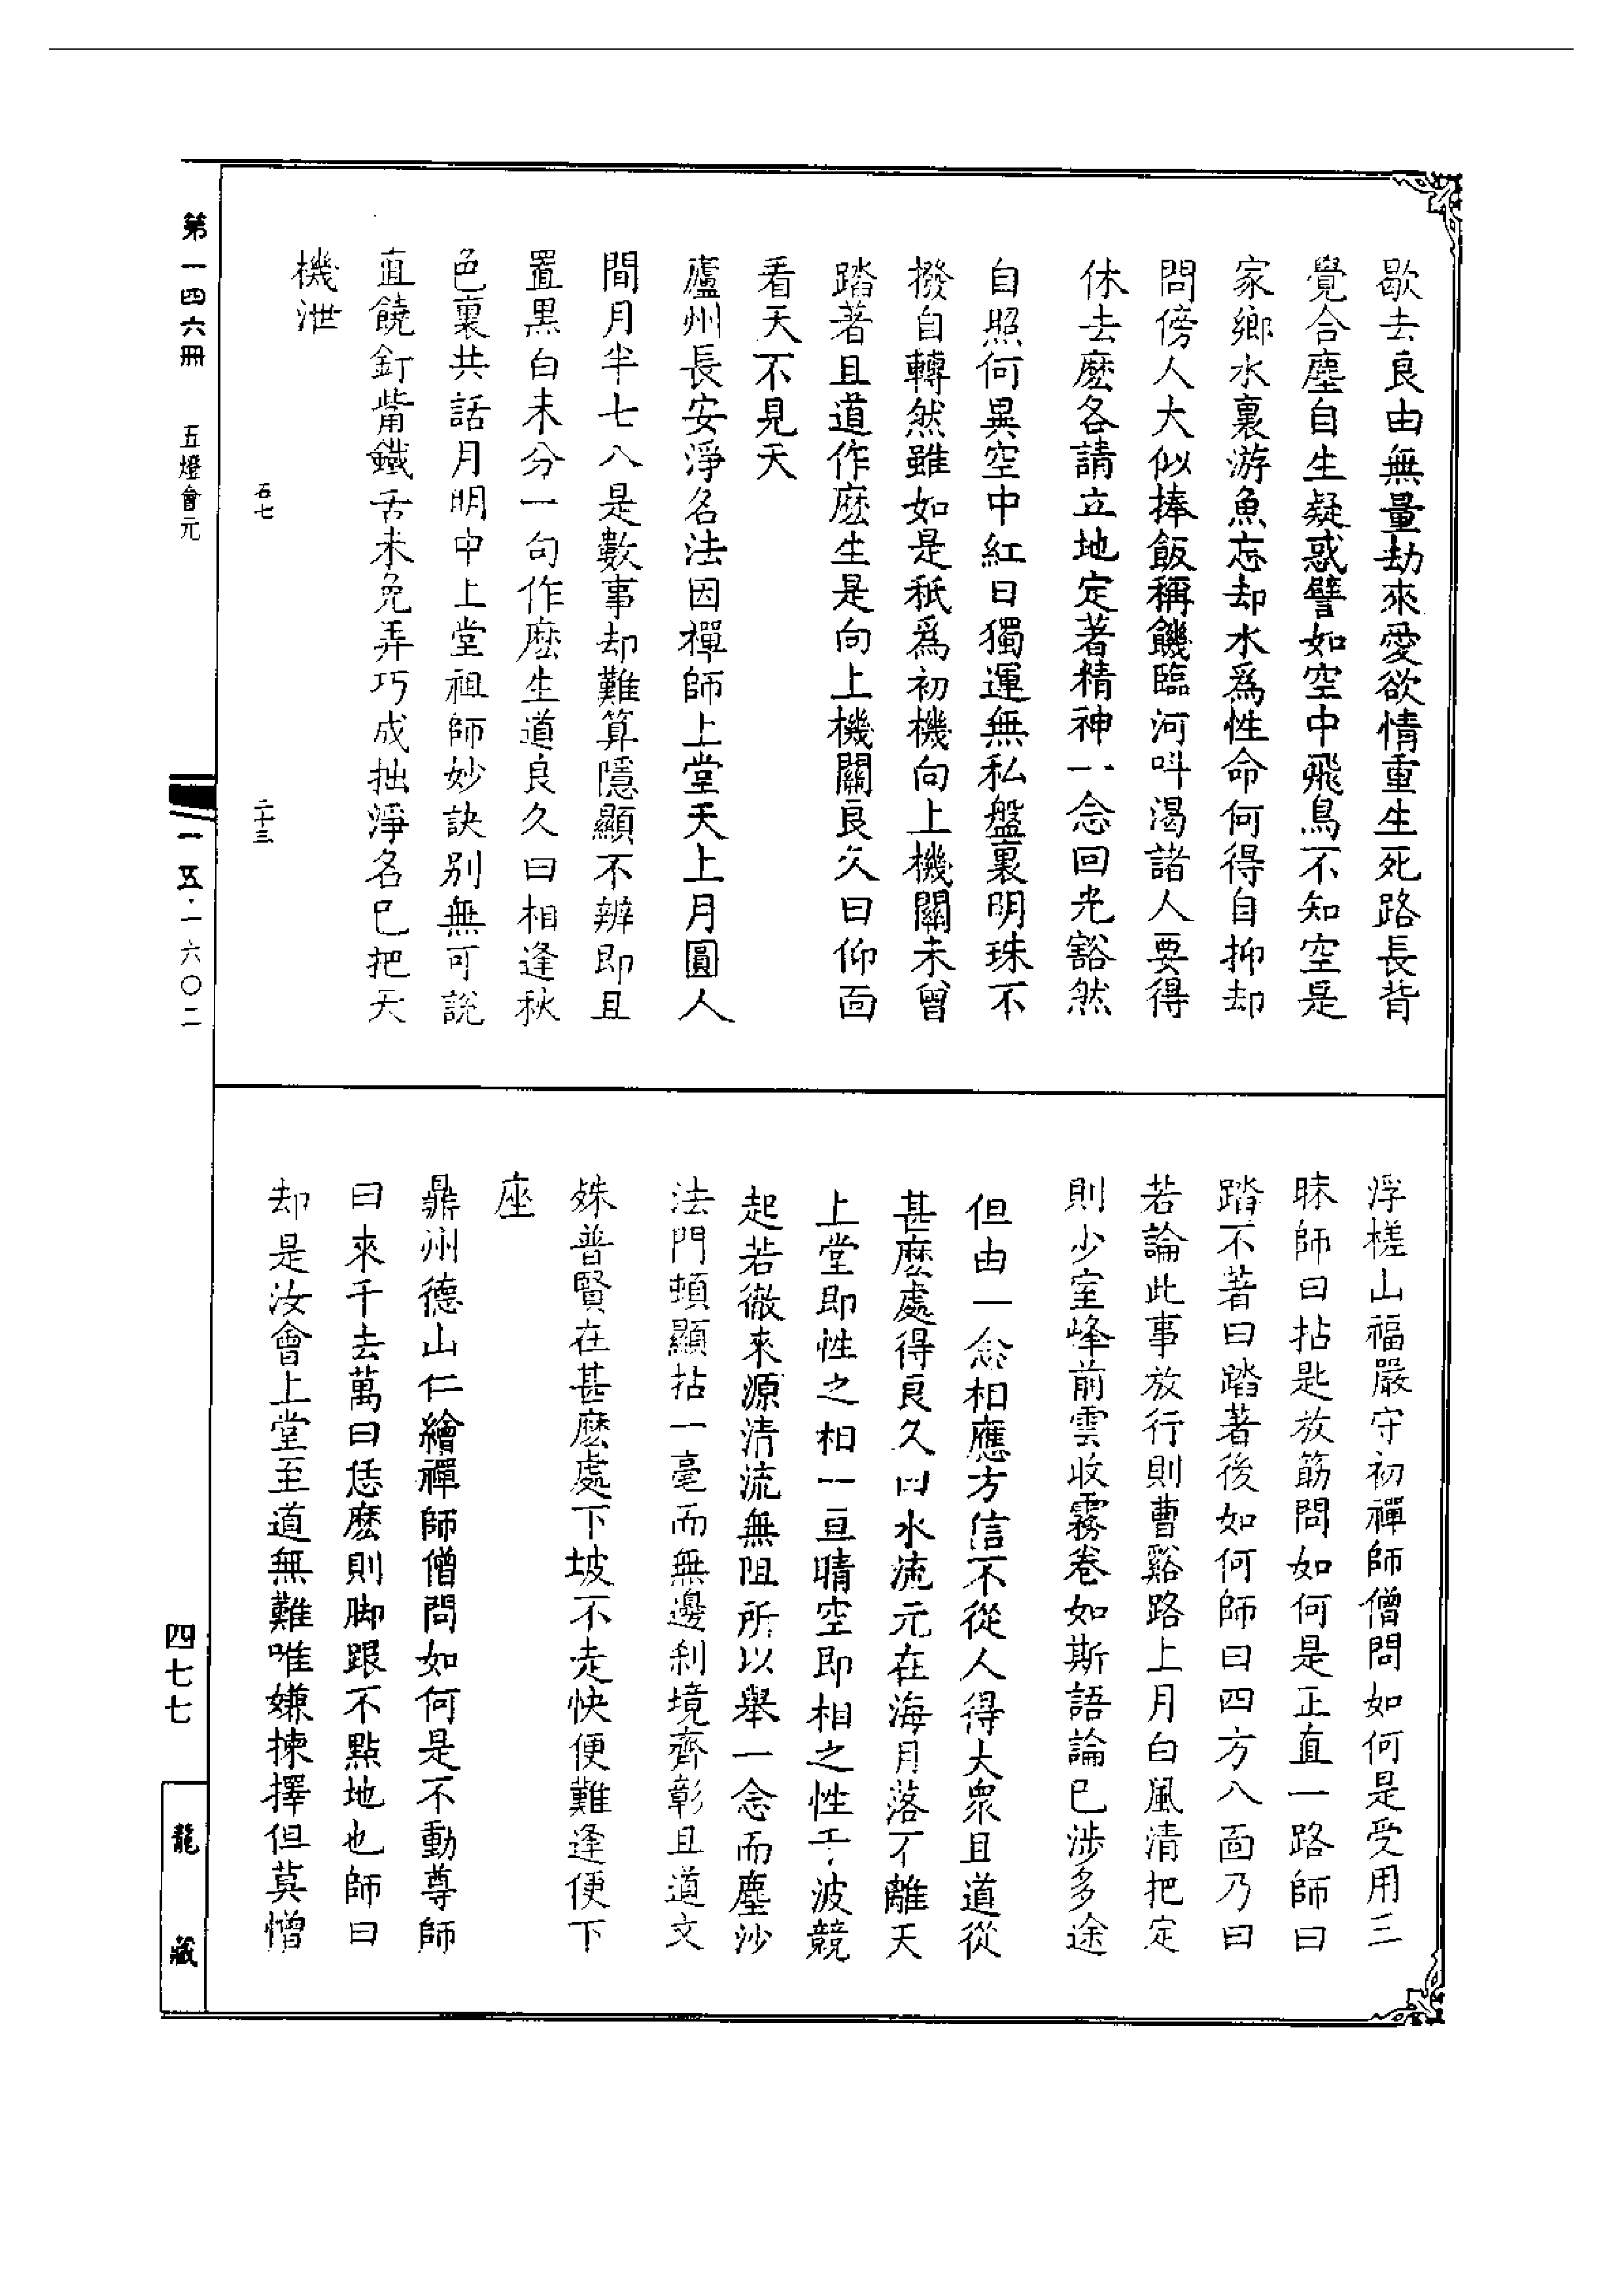 歇去良由無量劫來愛欲情重生死路長背
覺合塵自生疑惑譬如空中飛鳥不知空是
家鄉水裏游魚忘却水爲性命何得自抑却
問傍人大似捧飯稱饑臨河呌渴諸人要得
休去麽各請立地定著精神一念回光豁然
自照何異空中紅日獨運無私盤裏明珠不
撥自轉然雖如是秖爲初機向上機關未曾
踏著且道作麽生是向上機關良久曰仰面
看天不見天
廬州長安淨名法因禪師上堂天上月圓人
間月半七八是數事却難算隱顯不辨即且
置黑白未分一句作麽生道良久曰相逢秋
色裏共話月明中上堂祖師妙訣别無可說
直饒釘觜鐵舌未免弄巧成拙淨名已把天
機泄
五七
二十三
浮槎山福嚴守初禪師僧問如何是受用三
昧師曰拈匙放筯問如何是正直一路師曰
踏不著曰踏著後如何師曰四方八面乃曰
若論此事放行則曹谿路上月白風清把定
則少室峰前雲收霧卷如斯語論已涉多途
但由一念相應方信不從人得大衆且道從
甚麽處得良久曰水流元在海月落不離天
上堂即性之相一亘晴空即相之性千波競
起若徹來源清流無阻所以舉一念而塵沙
法門頓顯拈一毫而無邊刹境齊彰且道文
殊普賢在甚麽處下坡不走快便難逢便下
座
鼎州德山仁繪禪師僧問如何是不動尊師
曰來千去萬曰恁麽則脚跟不點地也師曰
却是汝會上堂至道無難唯嫌揀擇但莫憎
第一四六冊 五燈會元
一五·一六〇二
四七七
龍藏